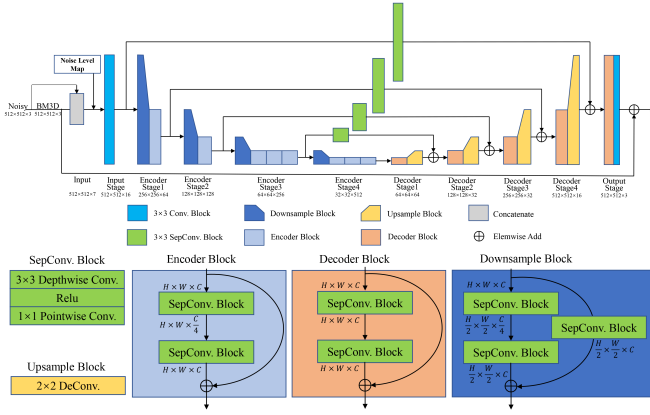 Noise Level
Map
Noisy BM3D
512×512×3 512×512×3
Input
512×512×7
Input
Stage
512×512×16
Encoder
Stage1
256×256×64
Encoder
Stage2
128×128×128
Encoder
Stage3
64×64×256
Encoder
Stage4
32×32×512
Decoder
Stage1
64×64×64
Decoder
Stage2
128×128×32
Decoder
Stage3
256×256×32
Decoder
Stage4
512×512×16
Output
Stage
512×512×3
3×3 Conv. Block
Downsample Block
Upsample Block
Concatenate
3×3 SepConv. Block
Encoder Block
Decoder Block
Elemwise Add
SepConv. Block
3×3 Depthwise Conv.
Relu
1×1 Pointwise Conv.
Upsample Block
2×2 DeConv.
Encoder Block
H × W × C
SepConv. Block
H × W × C/4
SepConv. Block
H × W × C
Decoder Block
H × W × C
SepConv. Block
H × W × C
SepConv. Block
H × W × C
Downsample Block
H × W × C
SepConv. Block
H/2 × W/2 × C/4
SepConv. Block
SepConv. Block
H/2 × W/2 × C
H/2 × W/2 × C